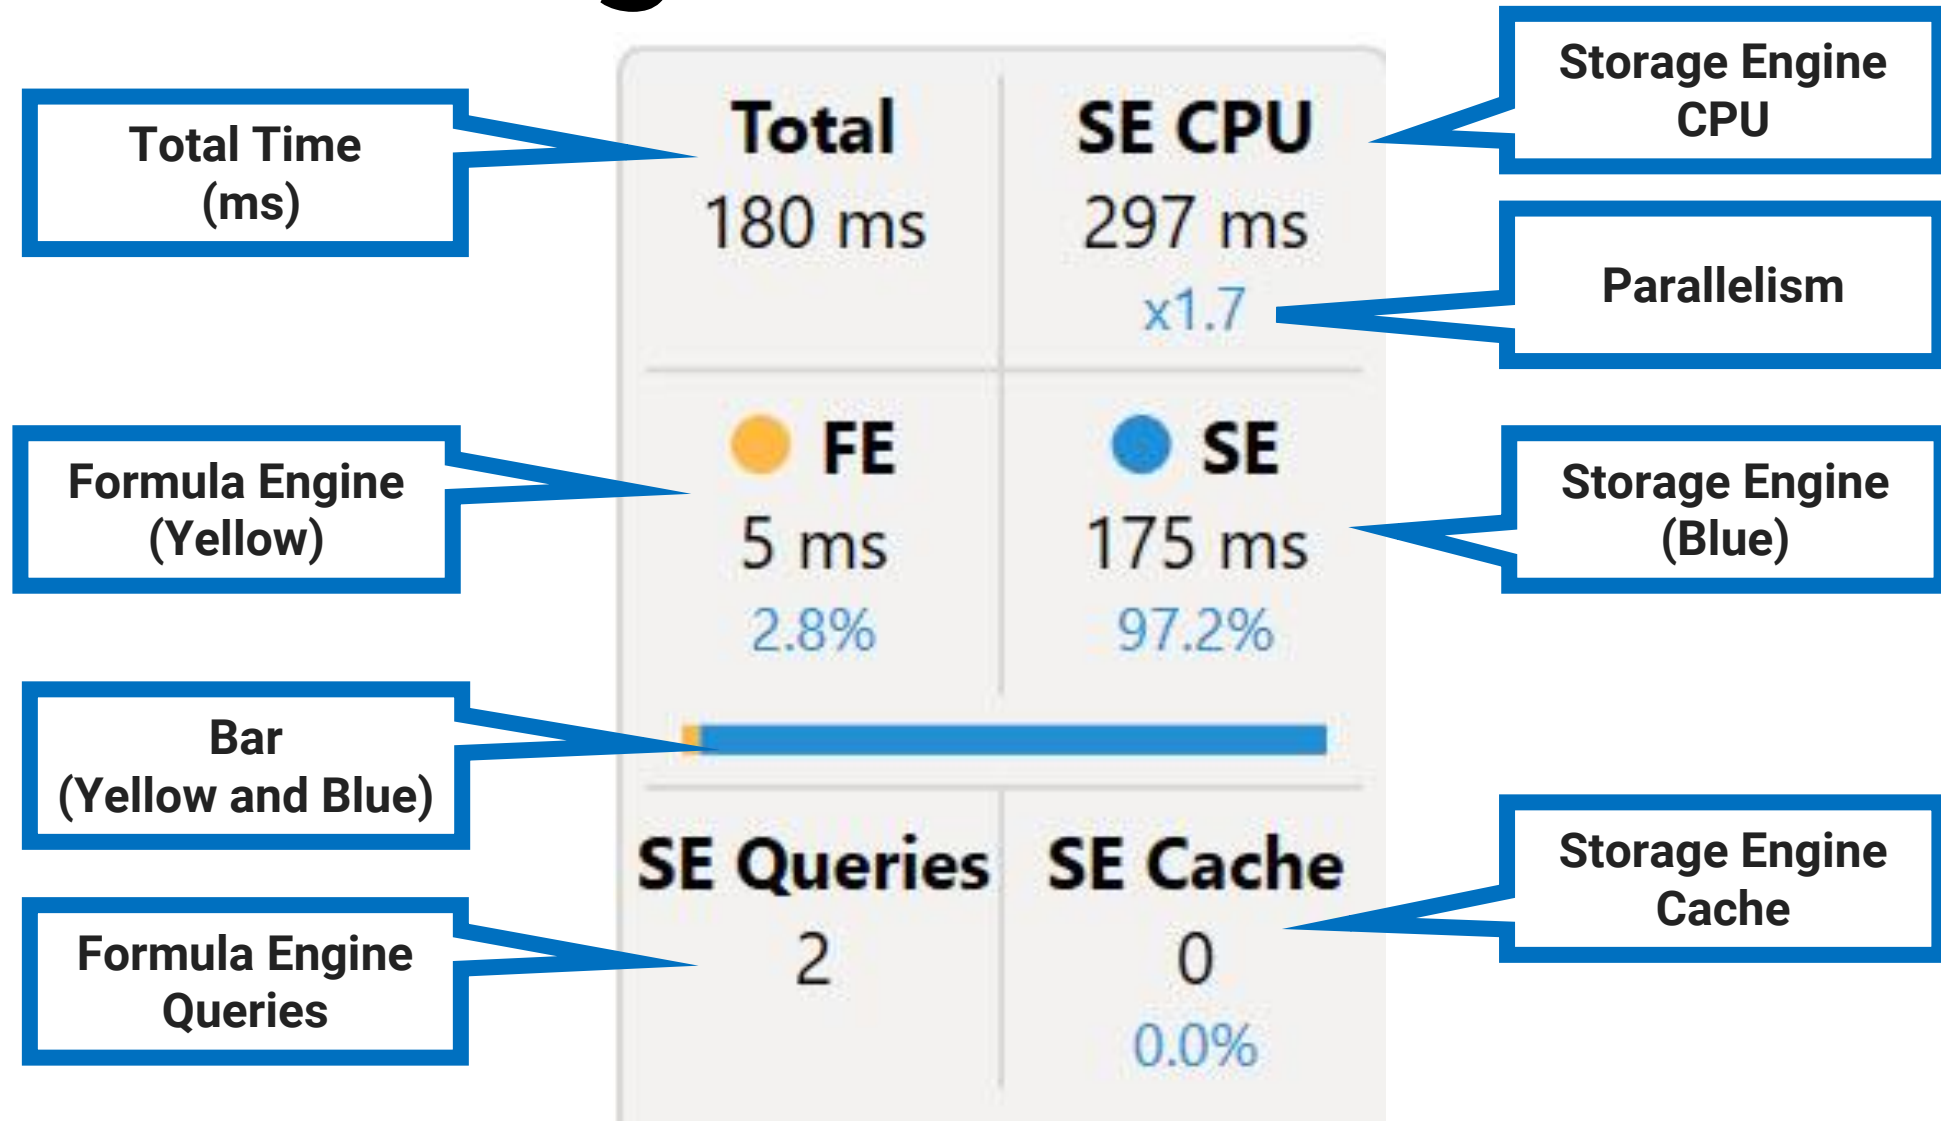 Total Time
(ms)
Formula Engine
(Yellow)
Bar
(Yellow and Blue)
Formula Engine
Queries
Total
180 ms
SE CPU
297 ms
x1.7
FE
5 ms
2.8%
SE
175 ms
97.2%
SE Queries
2
SE Cache
0
0.0%
Storage Engine
CPU
Parallelism
Storage Engine
(Blue)
Storage Engine
Cache